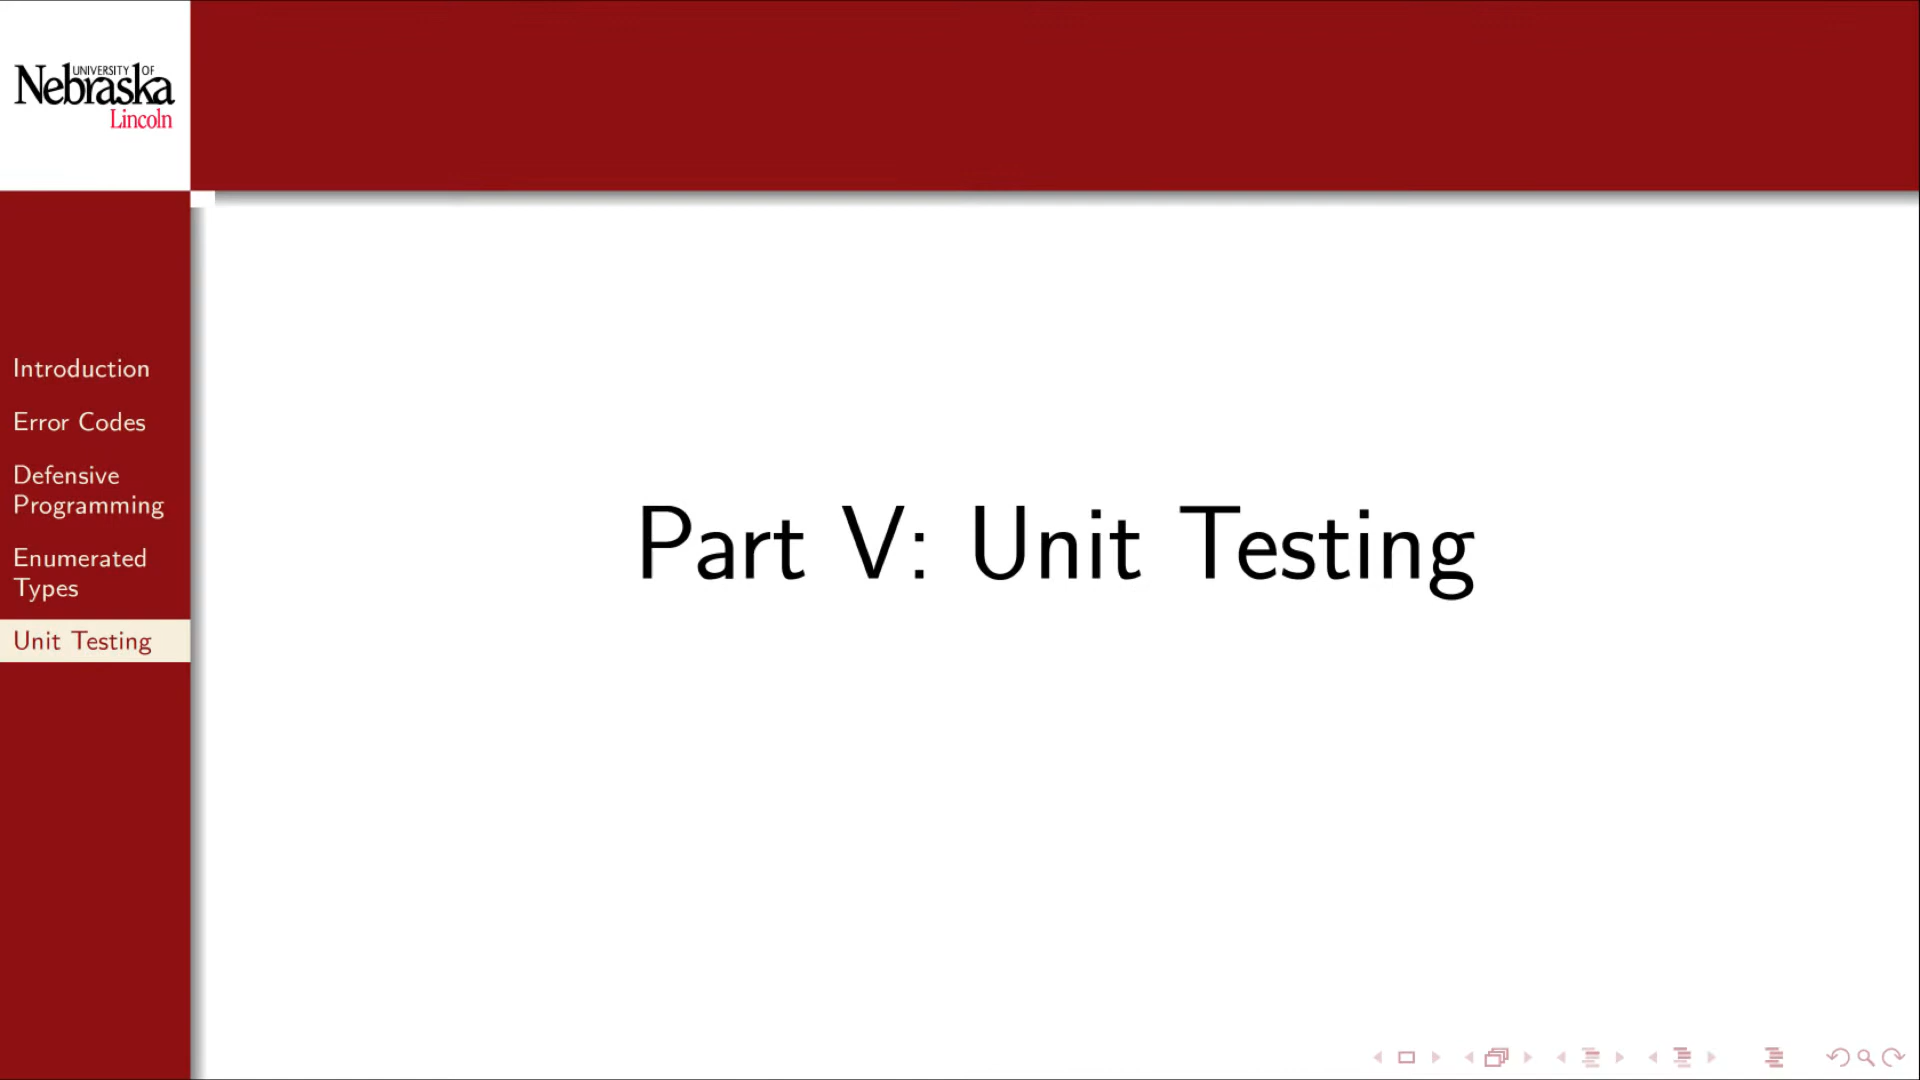 UNIVERSITY OF
Nebraska
Lincoln
Introduction
Error Codes
Defensive
Programming
Enumerated
Types
Unit Testing
Part V: Unit Testing